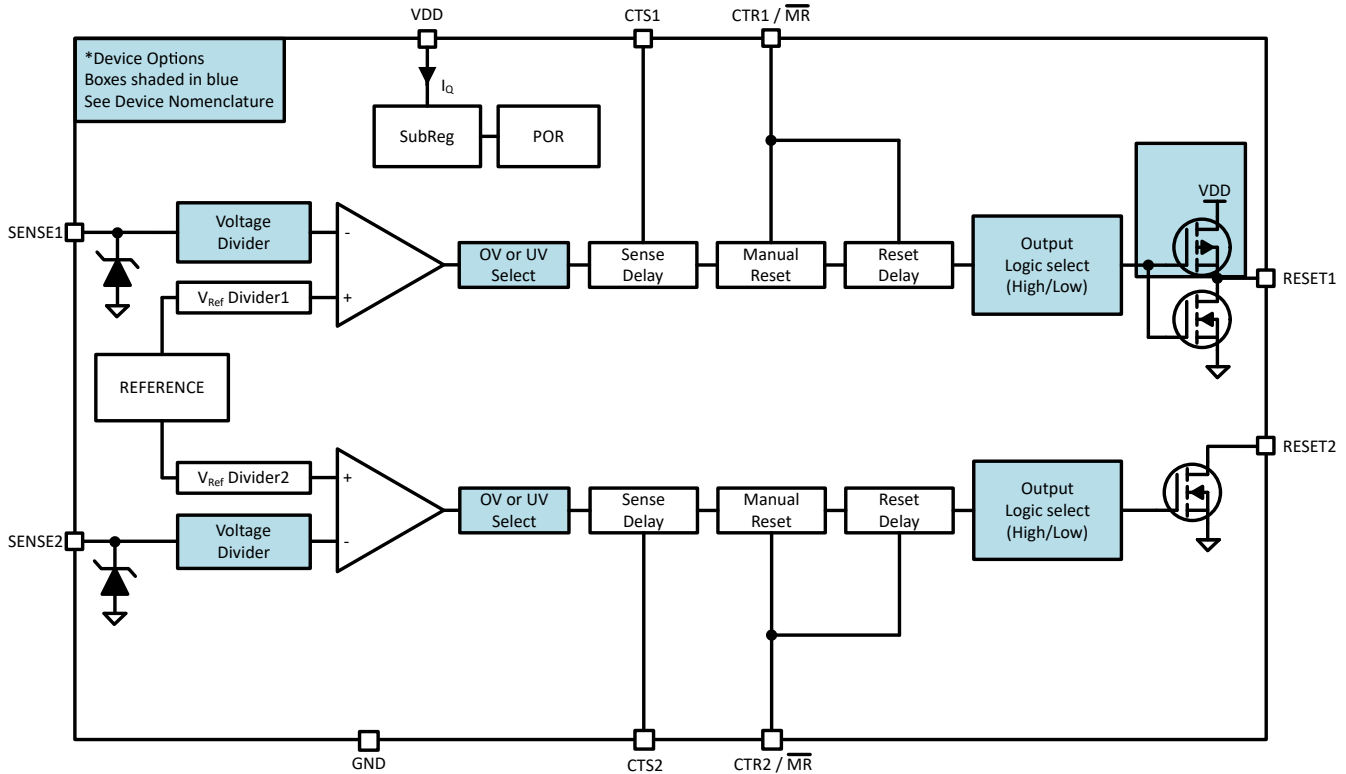 VDD
CTS1
CTR1 / MR
*Device Options
Boxes shaded in blue
See Device Nomenclature
IQ
SubReg
POR
VDD
SENSE1
Voltage
Divider
-
OV or UV
Select
Sense
Delay
Manual
Reset
Reset
Delay
Output
Logic select
(High/Low)
RESET1
VRef Divider1
+
REFERENCE
RESET2
VRef Divider2
+
OV or UV
Select
Sense
Delay
Manual
Reset
Reset
Delay
Output
Logic select
(High/Low)
SENSE2
Voltage
Divider
-
GND
CTS2
CTR2 / MR